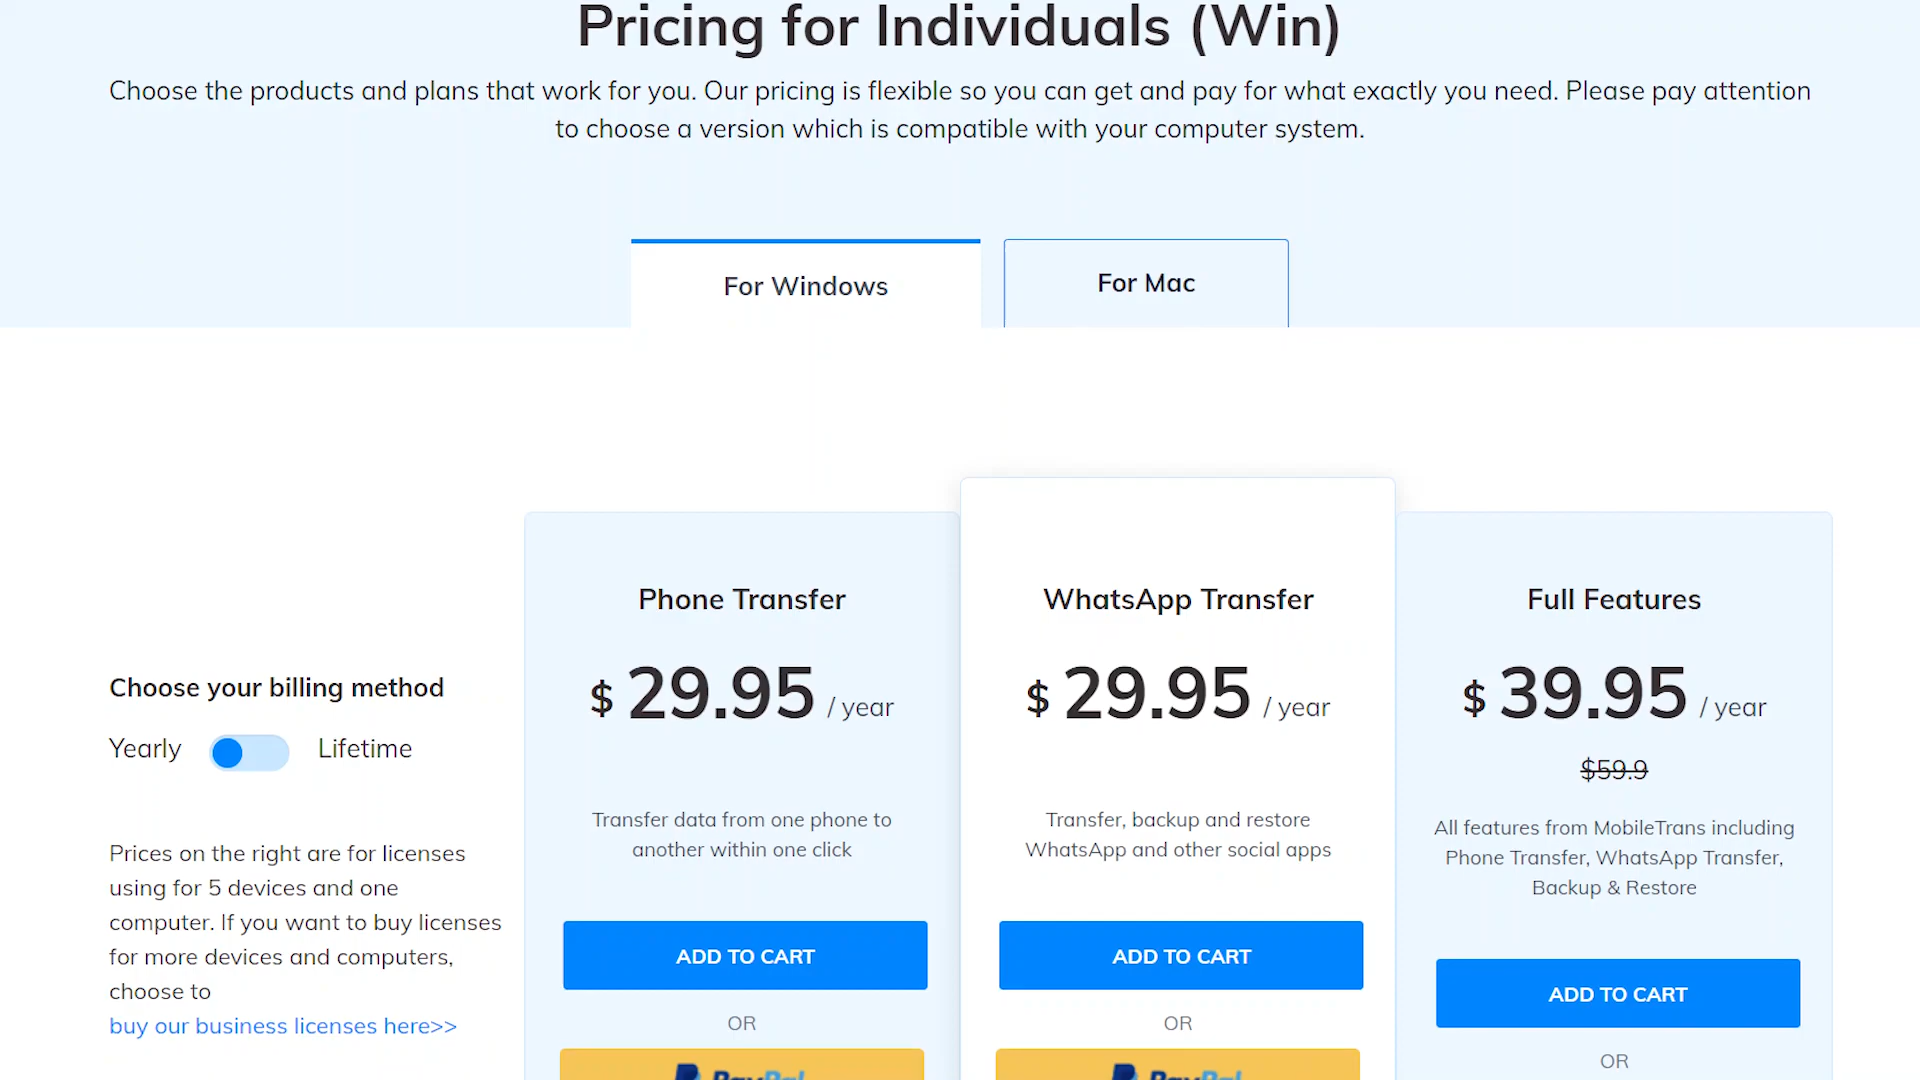 Pricing for Individuals (Win)
Choose the products and plans that work for you. Our pricing is flexible so you can get and pay for what exactly you need. Please pay attention
to choose a version which is compatible with your computer system.
For Windows
For Mac
Choose your billing method
Yearly
Lifetime
Prices on the right are for licenses
using for 5 devices and one
computer. If you want to buy licenses
for more devices and computers,
choose to
buy our business licenses here>>
Phone Transfer
$ 29.95 / year
Transfer data from one phone to
another within one click
ADD TO CART
OR
PayPal
WhatsApp Transfer
$ 29.95 / year
Transfer, backup and restore
WhatsApp and other social apps
ADD TO CART
OR
PayPal
Full Features
$ 39.95 / year
$59.9
All features from MobileTrans including
Phone Transfer, WhatsApp Transfer,
Backup & Restore
ADD TO CART
OR